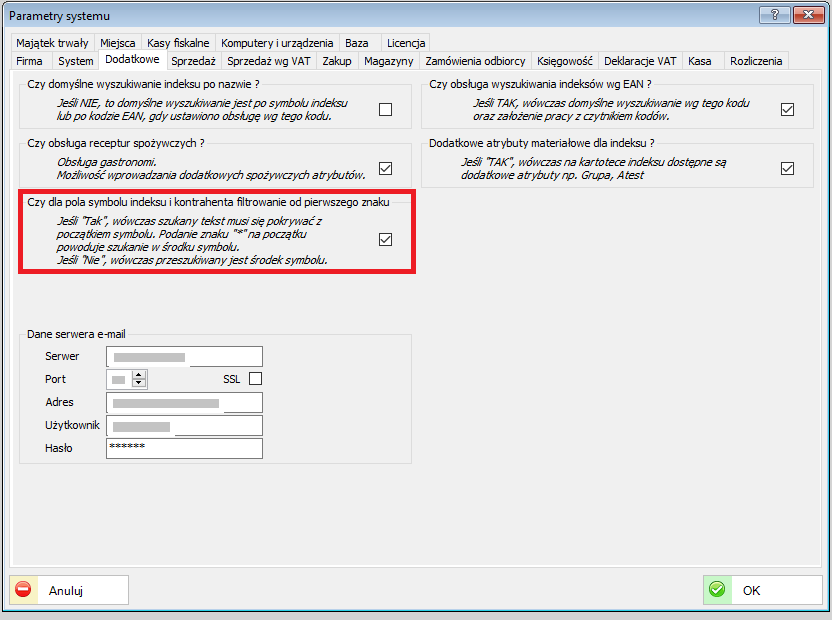 Parametry systemu
?
Majątek trwały Miejsca Kasy fiskalne Komputery i urządzenia Baza Licencja
Firma System Dodatkowe Sprzedaż Sprzedaż wg VAT Zakup Magazyny Zamówienia odbiorcy Księgowość Deklaracje VAT Kasa Rozliczenia
Czy domyślne wyszukiwanie indeksu po nazwie ?
Jeśli NIE, to domyślne wyszukiwanie jest po symbolu indeksu
lub po kodzie EAN, gdy ustawiono obsługę wg tego kodu.
Czy obsługa wyszukiwania indeksów wg EAN ?
Jeśli TAK, wówczas domyślne wyszukiwanie wg tego kodu
oraz założenie pracy z czytnikiem kodów.
Czy obsługa receptur spożywczych ?
Obsługa gastronomi.
Możliwość wprowadzania dodatkowych spożywczych atrybutów.
Dodatkowe atrybuty materiałowe dla indeksu ?
Jeśli "TAK", wówczas na kartotece indeksu dostępne są
dodatkowe atrybuty np. Grupa, Atest
Czy dla pola symbolu indeksu i kontrahenta filtrowanie od pierwszego znaku
Jeśli "Tak", wówczas szukany tekst musi się pokrywać z
początkiem symbolu. Podanie znaku "*" na początku
powoduje szukanie w środku symbolu.
Jeśli "Nie", wówczas przeszukiwany jest środek symbolu.
Dane serwera e-mail
Serwer
Port SSL
Adres
Użytkownik
Hasło ******
Anuluj OK